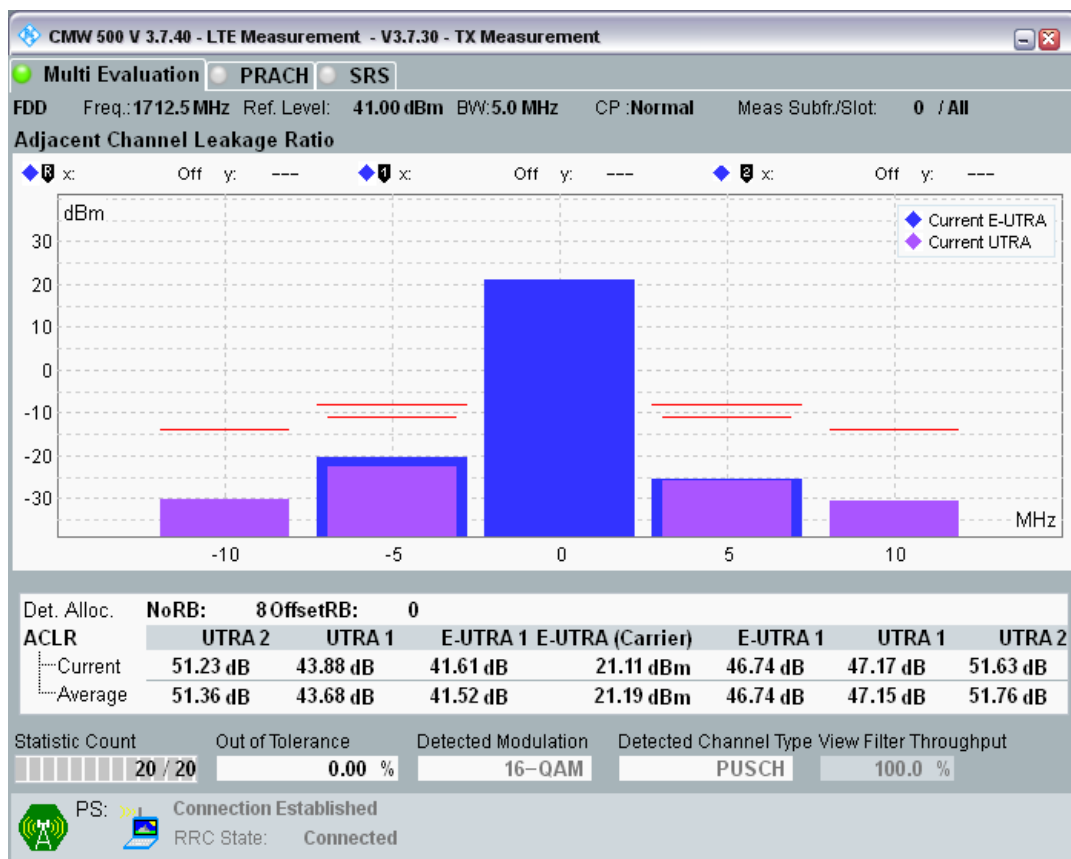 CMW 500 V 3.7.40 - LTE Measurement - V3.7.30 - TX Measurement
Multi Evaluation PRACH SRS
FDD Freq.: 1712.5 MHz Ref. Level: 41.00 dBm BW: 5.0 MHz CP : Normal Meas Subfr./Slot: 0 / All
Adjacent Channel Leakage Ratio
R x: Off y: --- 1 x: Off y: --- 2 x: Off y: ---
dBm
Current E-UTRA
Current UTRA
30
20
10
0
-10
-20
-30
MHz
-10 -5 0 5 10
Det. Alloc. NoRB: 8 OffsetRB: 0
ACLR UTRA 2 UTRA 1 E-UTRA 1 E-UTRA (Carrier) E-UTRA 1 UTRA 1 UTRA 2
Current 51.23 dB 43.88 dB 41.61 dB 21.11 dBm 46.74 dB 47.17 dB 51.63 dB
Average 51.36 dB 43.68 dB 41.52 dB 21.19 dBm 46.74 dB 47.15 dB 51.76 dB
Statistic Count Out of Tolerance Detected Modulation Detected Channel Type View Filter Throughput
20 / 20 0.00 % 16-QAM PUSCH 100.0 %
PS: Connection Established
RRC State: Connected